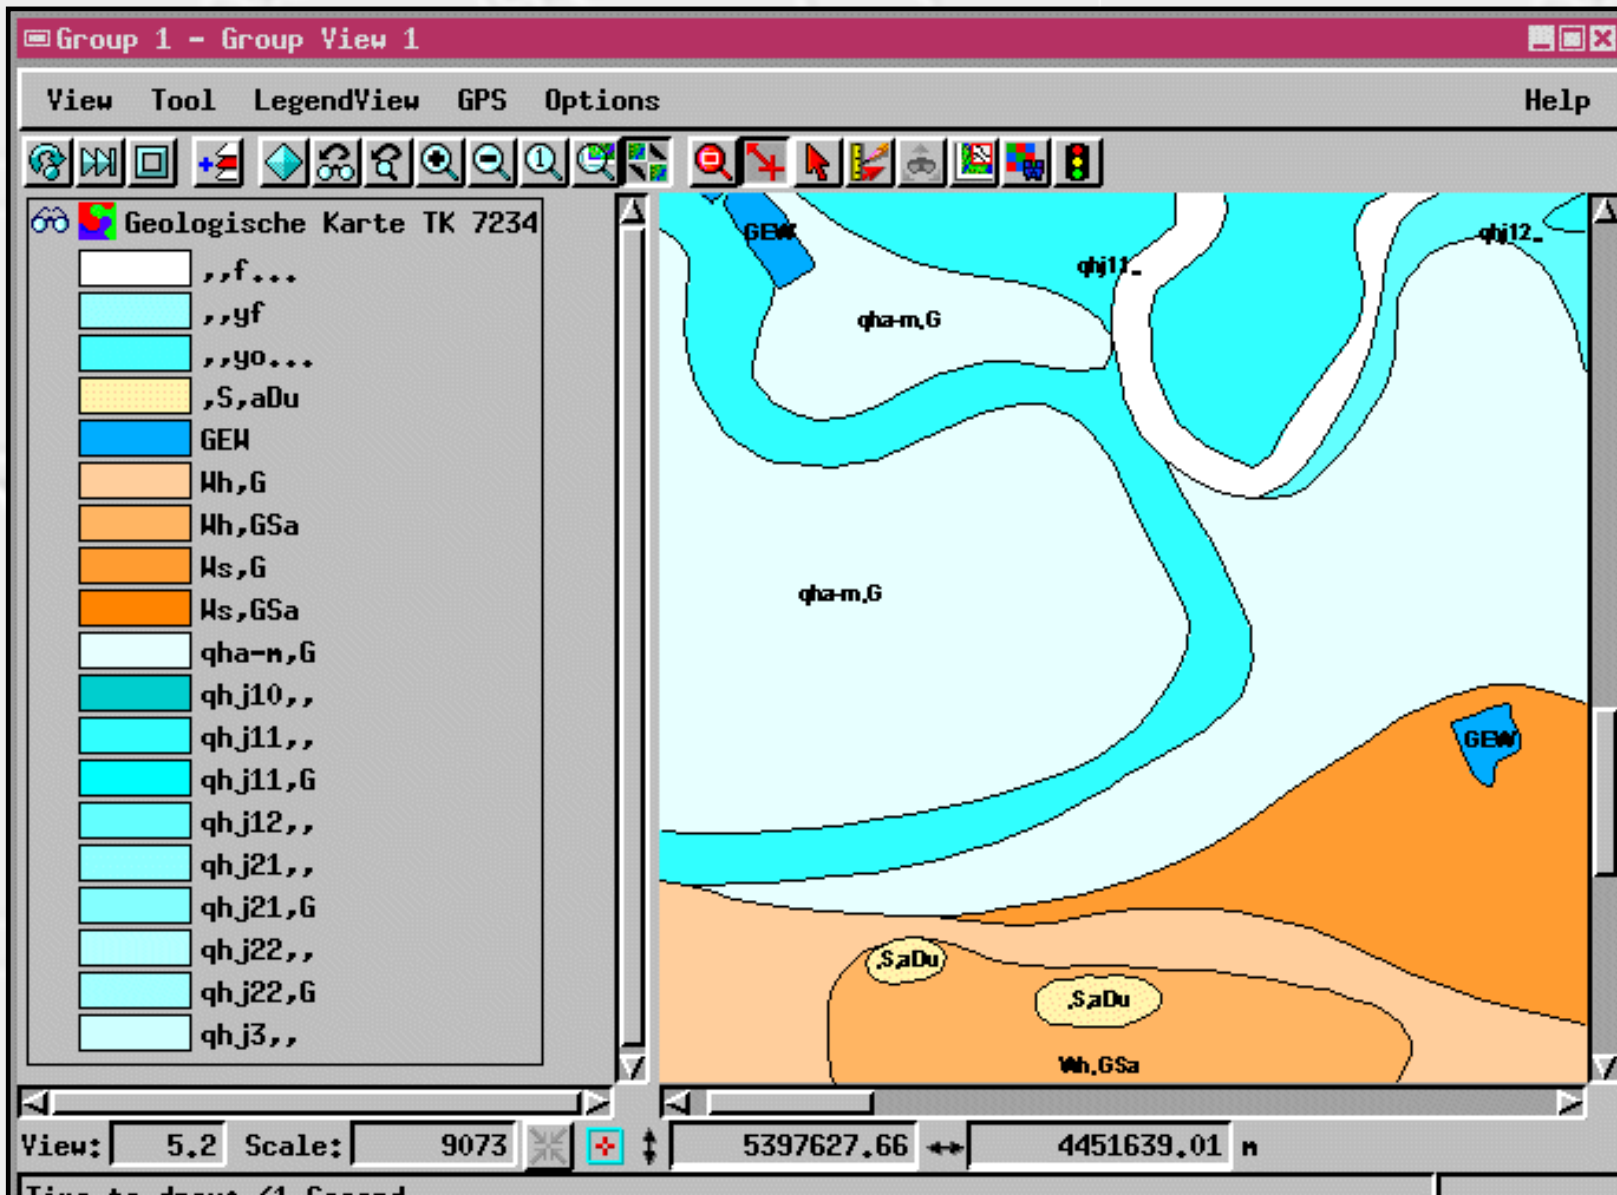 Group 1 - Group View 1
View Tool LegendView GPS Options Help
Geologische Karte TK 7234
,,f...
,,yf
,,yo...
,S,aDu
GEW
Wh,G
Wh,GSa
Ws,G
Ws,GSa
qha-m,G
qhj10,,
qhj11,,
qhj11,G
qhj12,,
qhj21,,
qhj21,G
qhj22,,
qhj22,G
qhj3,,
GEW
qhj12,,
qhj11,,
qha-m,G
qha-m,G
GEW
,S,aDu
,S,aDu
Wh,GSa
View: 5.2 Scale: 9073 5397627.66 4451639.01 m